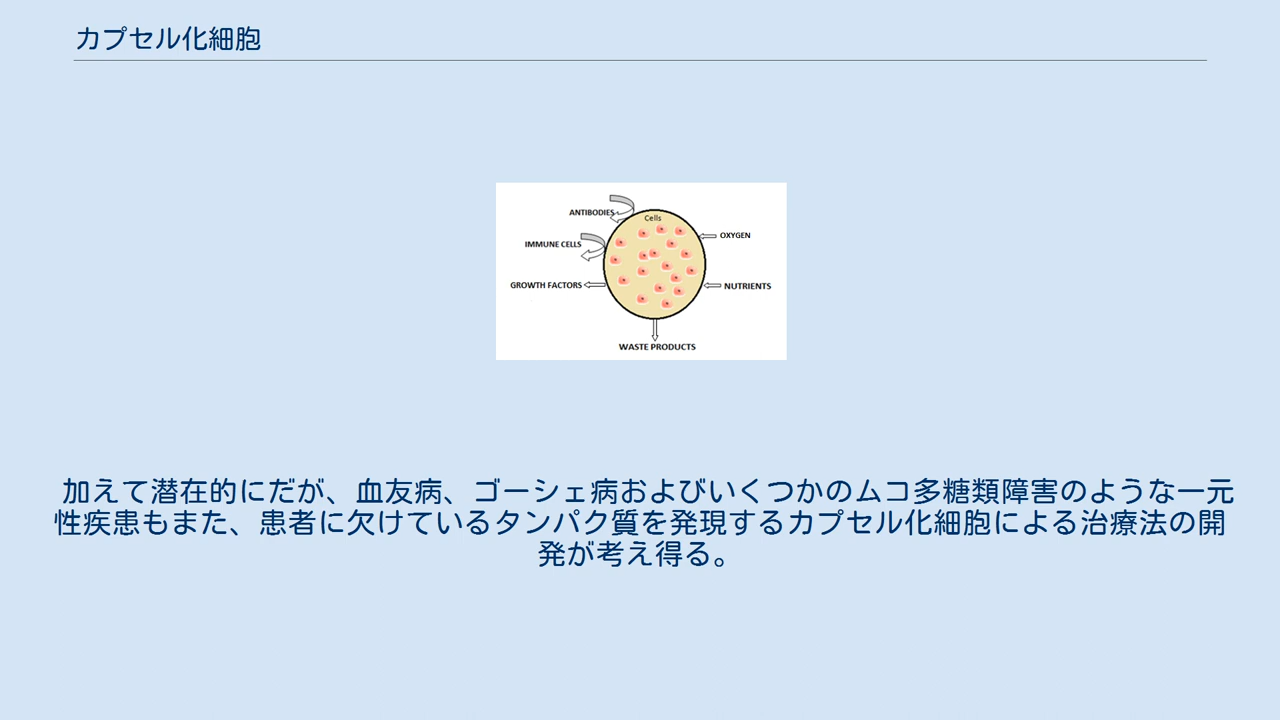 カプセル化細胞
ANTIBODIES
Cells
OXYGEN
IMMUNE CELLS
GROWTH FACTORS
NUTRIENTS
WASTE PRODUCTS
加えて潜在的にだが、血友病、ゴーシェ病およびいくつかのムコ多糖類障害のような一元
性疾患もまた、患者に欠けているタンパク質を発現するカプセル化細胞による治療法の開
発が考え得る。